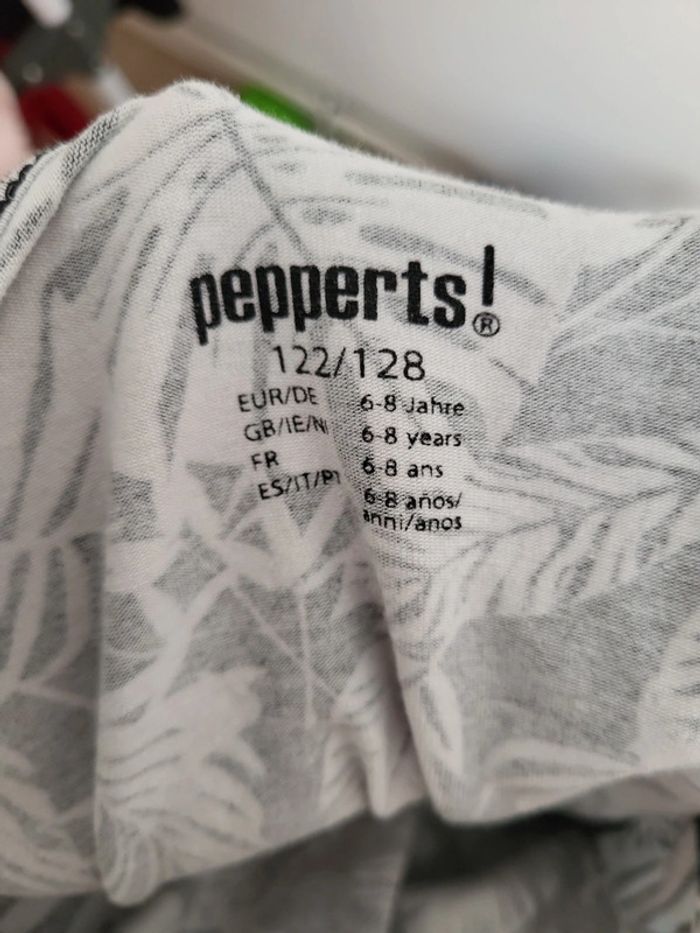 pepperts!®
122/128
EUR/DE 6-8 Jahre
GB/IE/NI 6-8 years
FR 6-8 ans
ES/IT/PT 6-8 años/
anni/anos